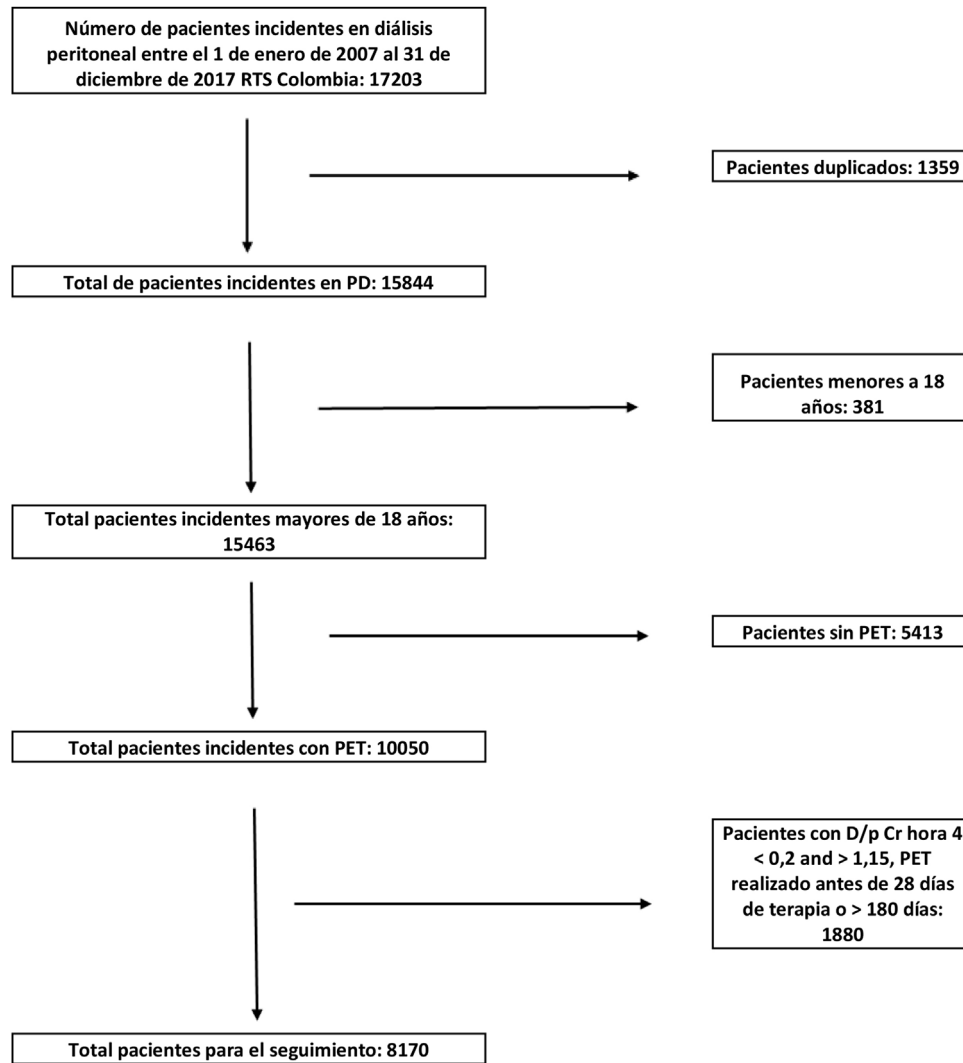 Número de pacientes incidentes en diálisis
peritoneal entre el 1 de enero de 2007 al 31 de
diciembre de 2017 RTS Colombia: 17203
Pacientes duplicados: 1359
Total de pacientes incidentes en PD: 15844
Pacientes menores a 18
años: 381
Total pacientes incidentes mayores de 18 años:
15463
Pacientes sin PET: 5413
Total pacientes incidentes con PET: 10050
Pacientes con D/p Cr hora 4
< 0,2 and > 1,15, PET
realizado antes de 28 días
de terapia o > 180 días:
1880
Total pacientes para el seguimiento: 8170